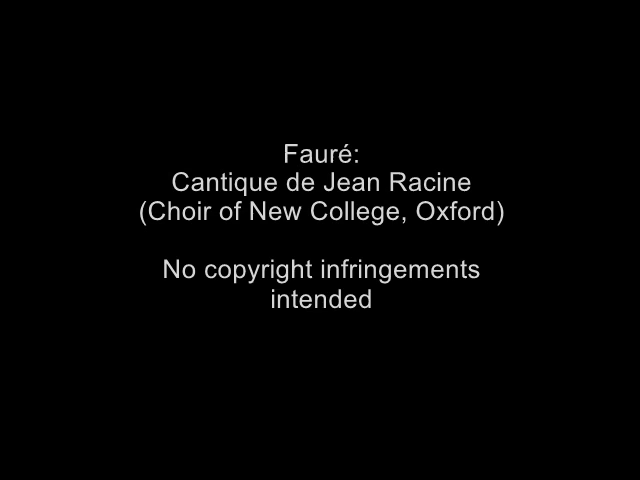 Fauré:
Cantique de Jean Racine
(Choir of New College, Oxford)
No copyright infringements
intended